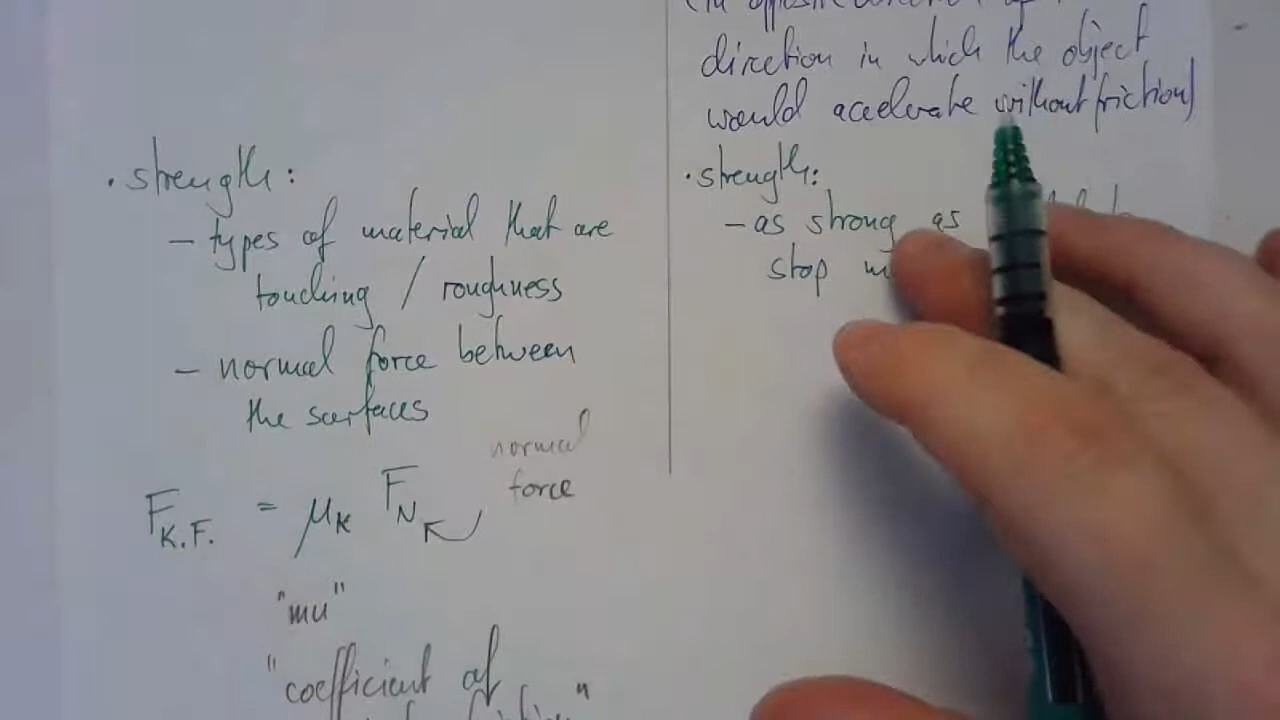 • strength:
– types of material that are
touching / roughness
– normal force between
the surfaces
normal
force
F K.F. = μK FN
"mu"
"coefficient of
"
direction in which the object
would acelerate without friction)
• strength:
– as strong as
stop